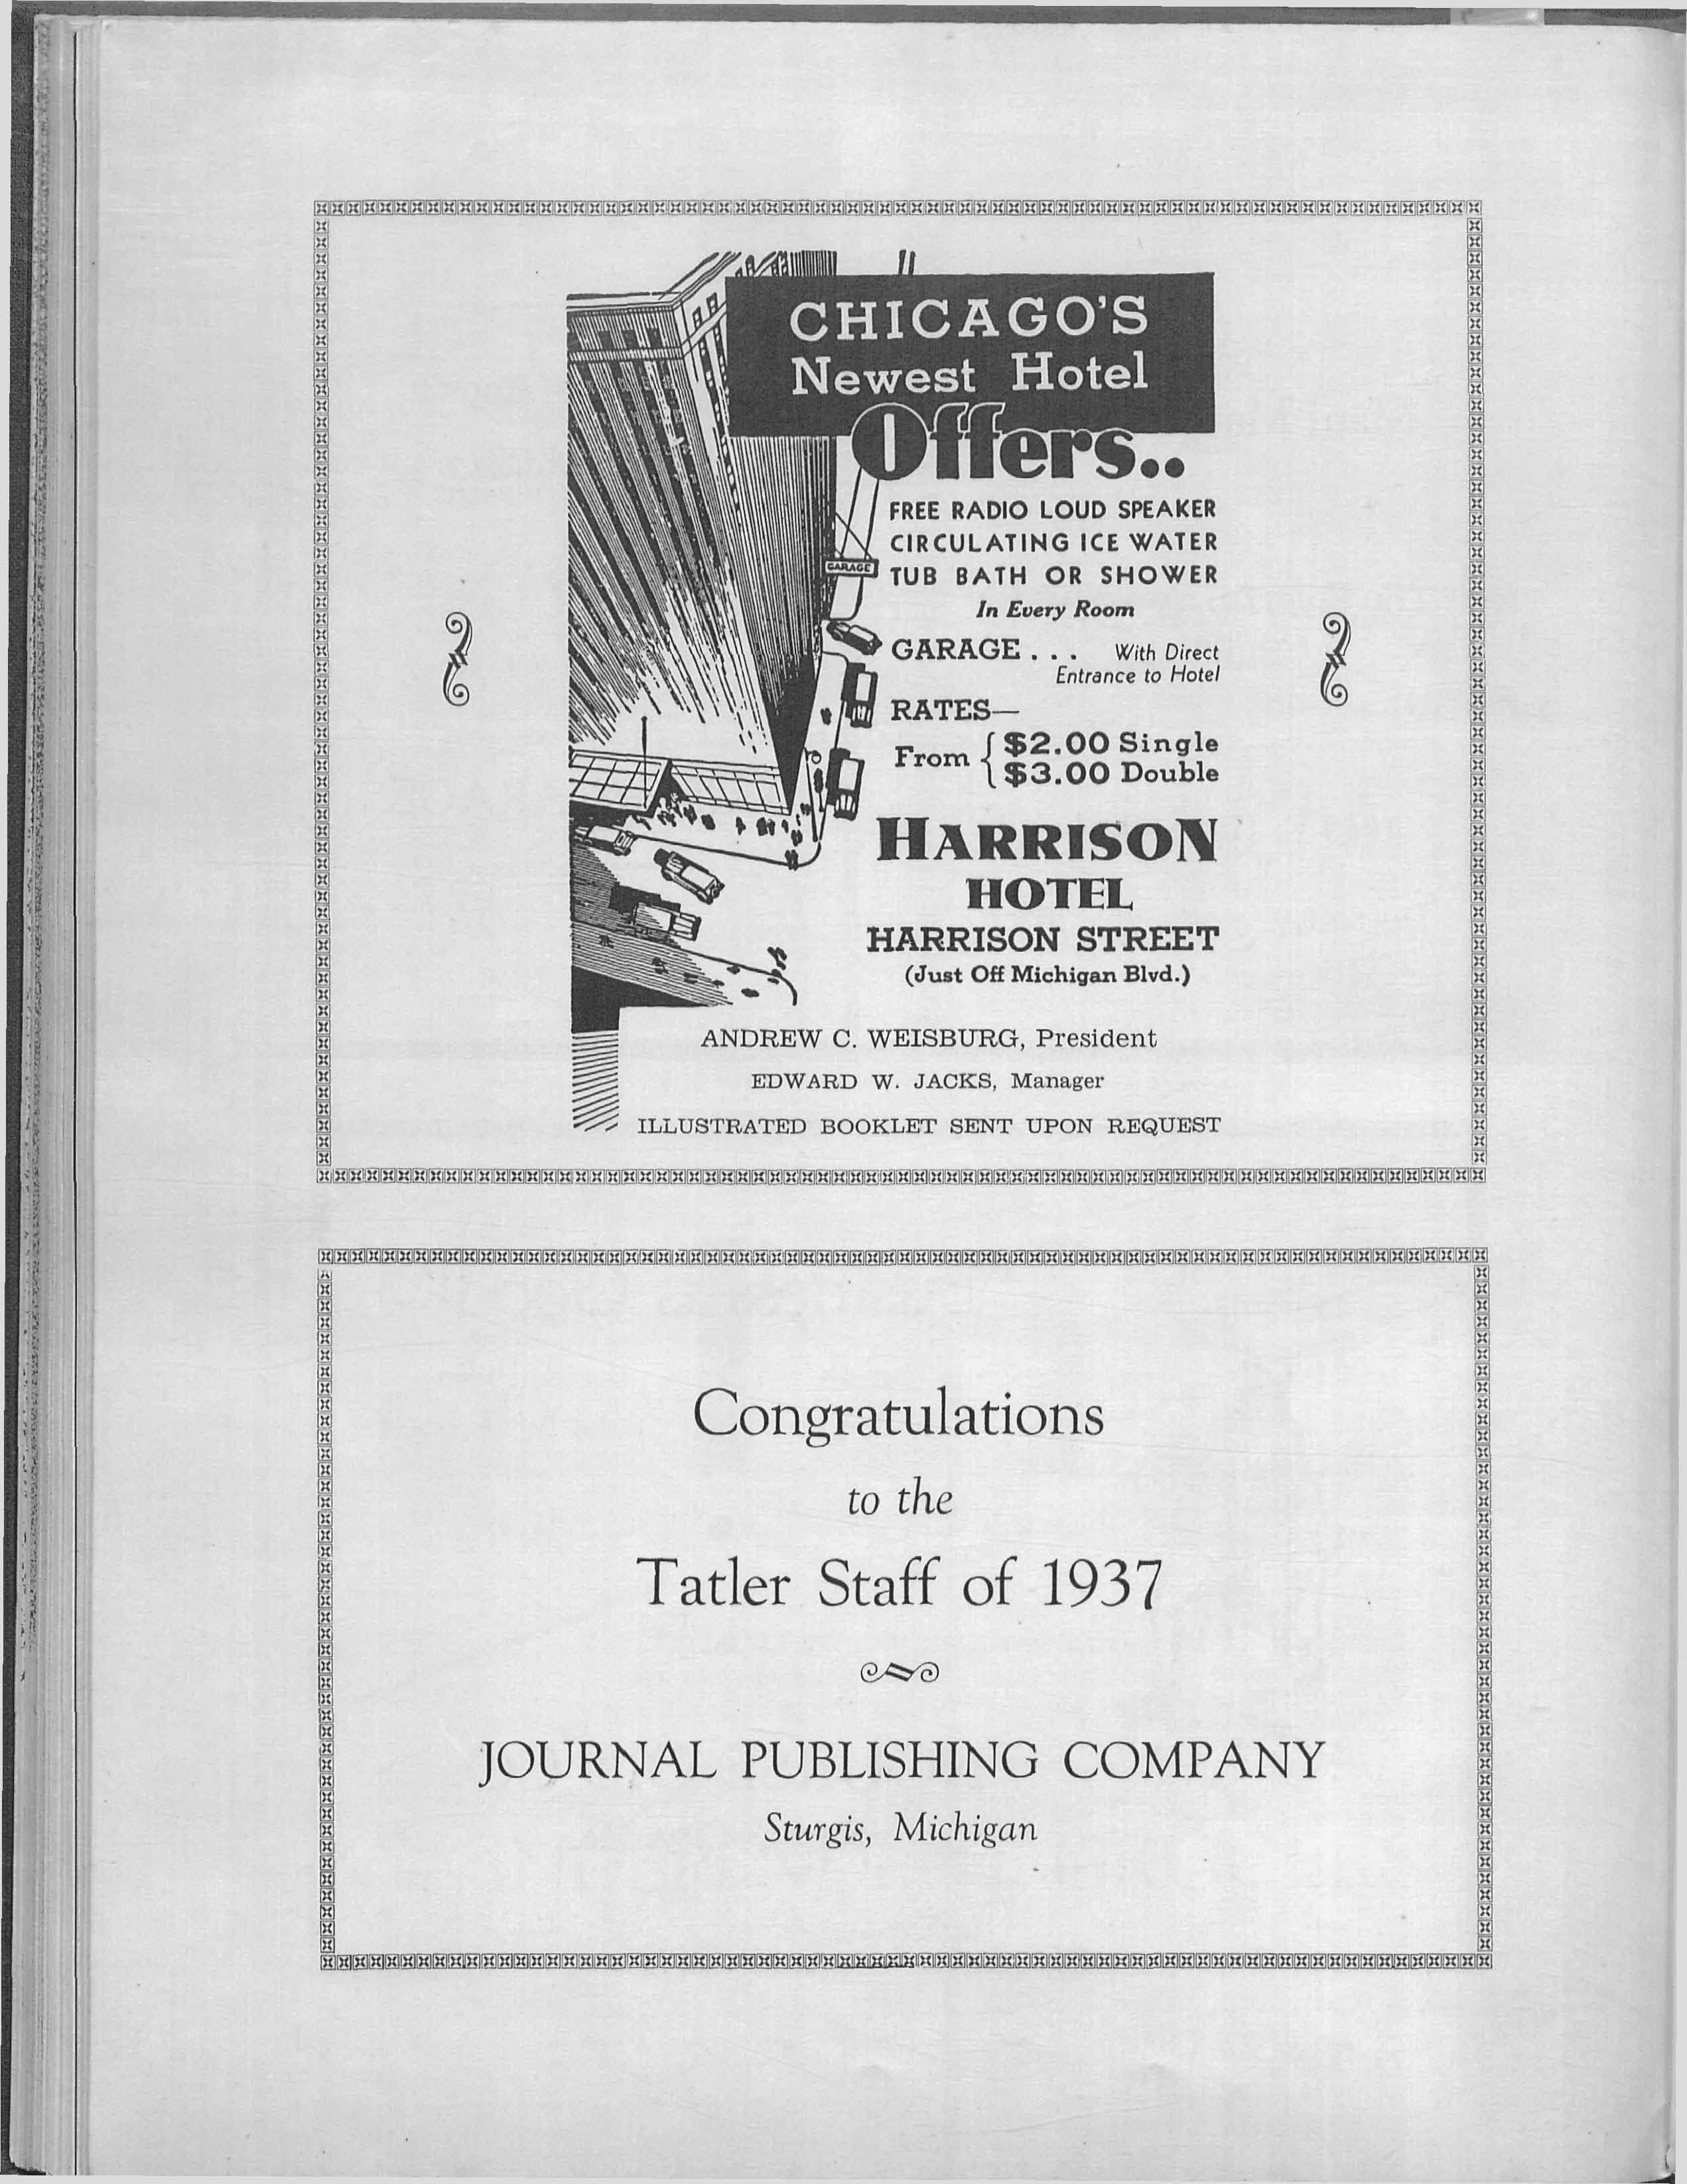 CHICAGO'S
Newest Hotel
Offers..
FREE RADIO LOUD SPEAKER
CIRCULATING ICE WATER
GARAGE
TUB BATH OR SHOWER
In Every Room
GARAGE... With Direct
Entrance to Hotel
RATES—
From { $2.00 Single
$3.00 Double
HARRISON
HOTEL
HARRISON STREET
(Just Off Michigan Blvd.)
ANDREW C. WEISBURG, President
EDWARD W. JACKS, Manager
ILLUSTRATED BOOKLET SENT UPON REQUEST
Congratulations
to the
Tatler Staff of 1937
JOURNAL PUBLISHING COMPANY
Sturgis, Michigan